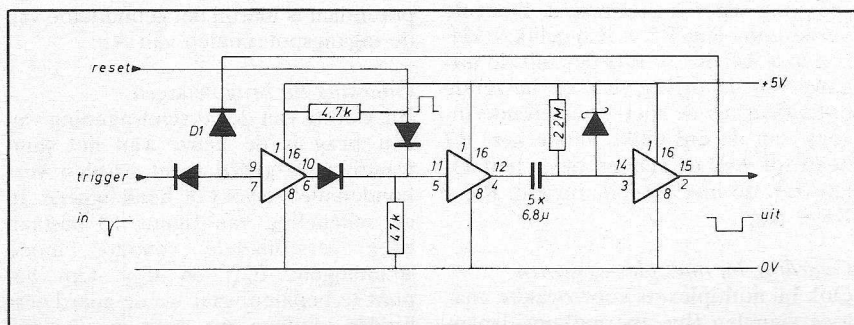 reset
+5V
4.7k
2.2M
D1
1 16
1 16
1 16
trigger
9 10
11 12
14 15
7 6
5 4
3 2
8
8
8
in
47k
5x
6,8µ
uit
0V